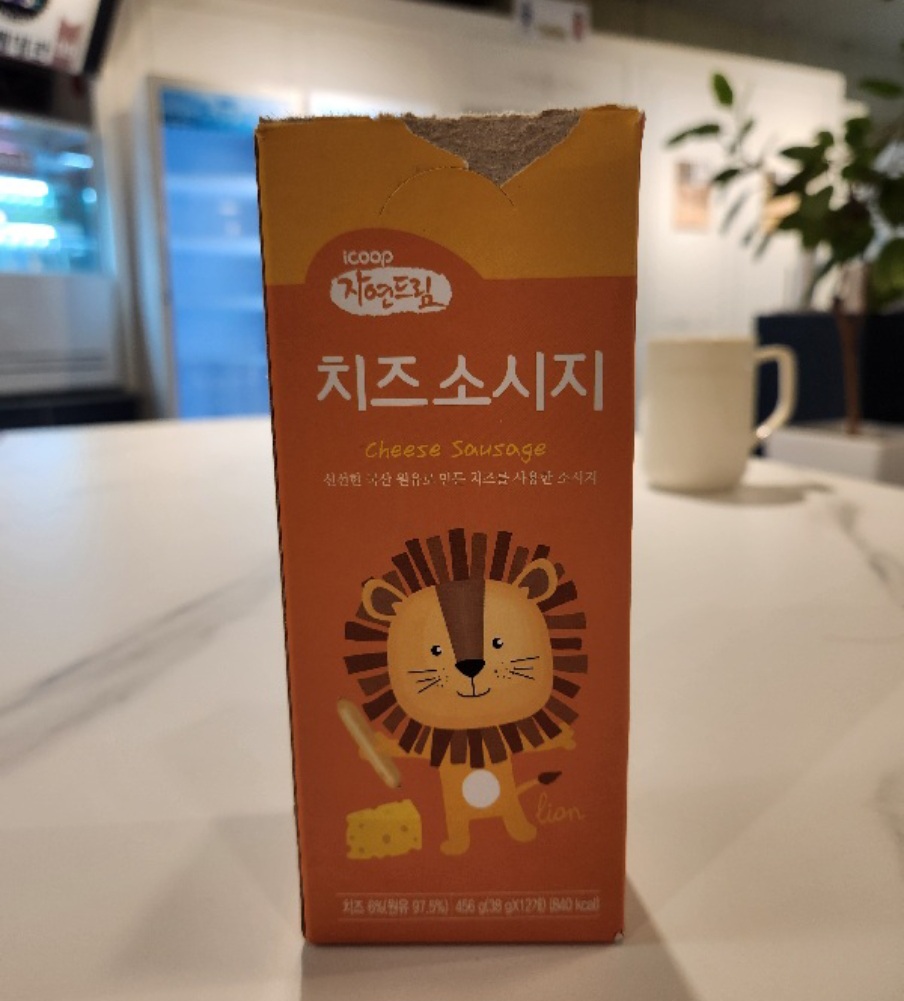 icoop
자연드림
치즈 소시지
Cheese Sausage
신선한 국산 원유로 만든 치즈를 사용한 소시지
lion
치즈 6%(원유 97.5%) 456 g(38 gX12개) (840 kcal)